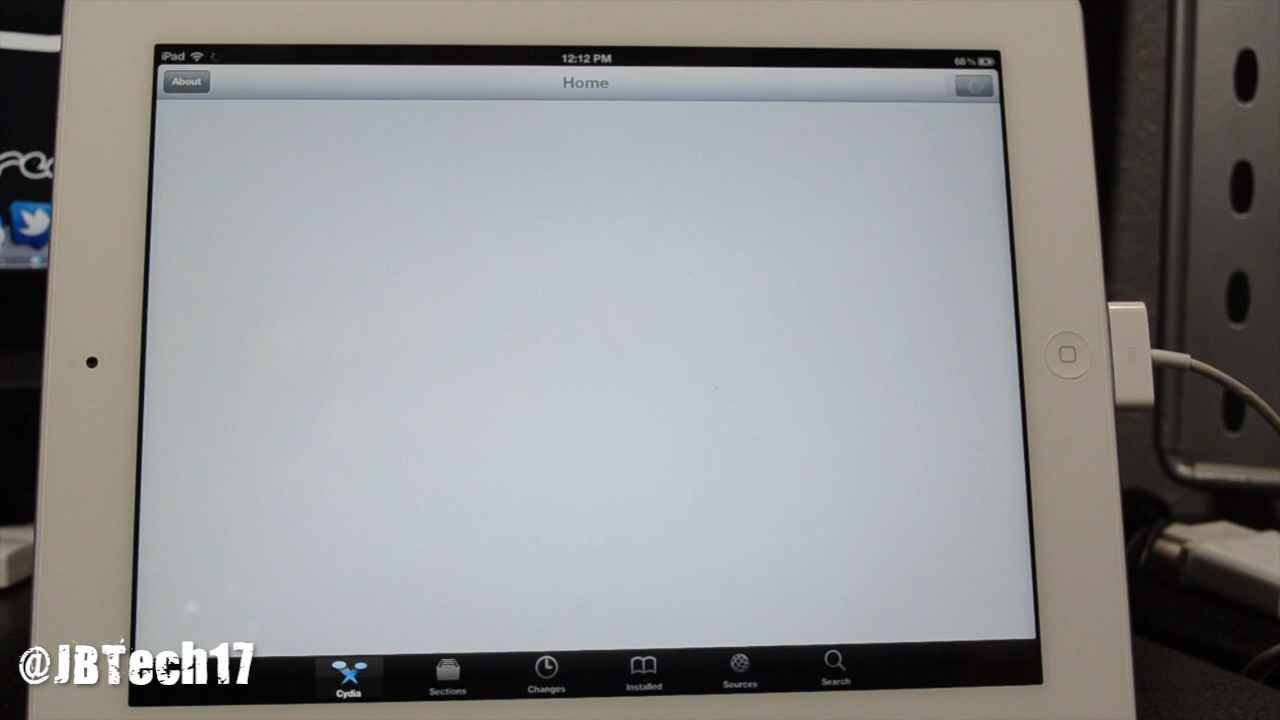 iPad
12:12 PM
68%
About
Home
Cydia
Sections
Changes
Installed
Sources
Search
@JBTech17